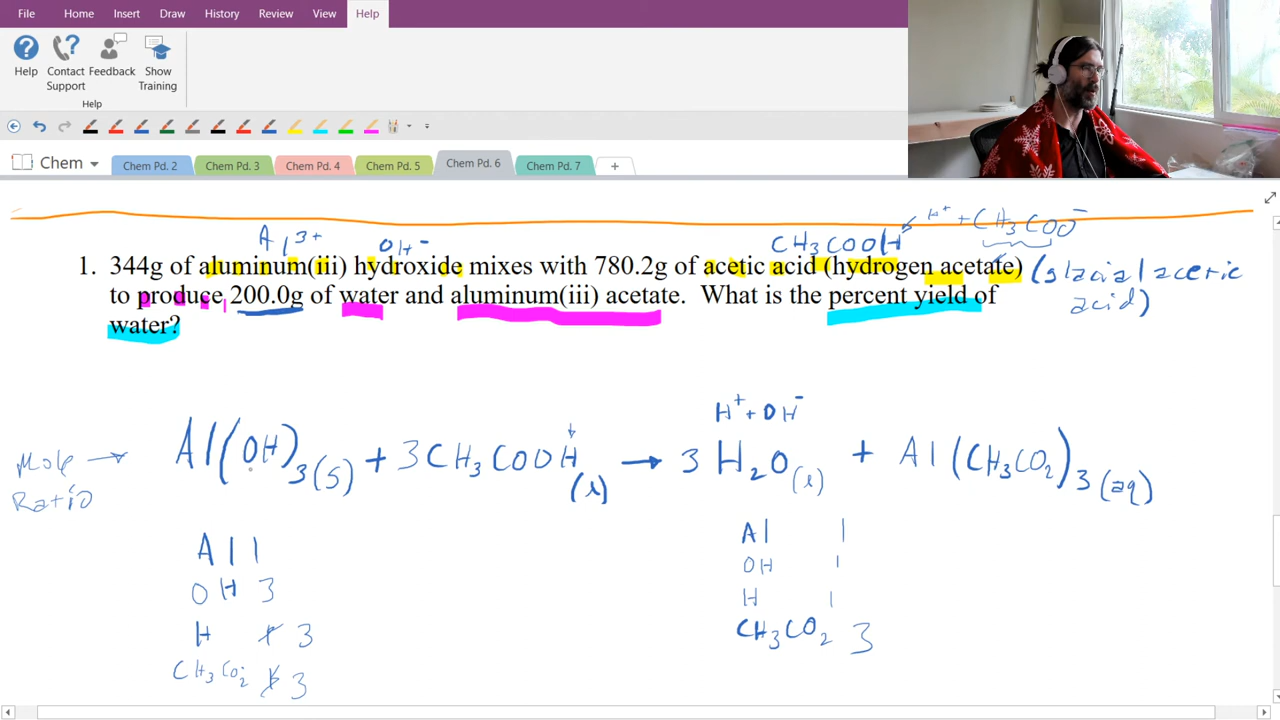 File Home Insert Draw History Review View Help
Help Contact Support Feedback Show Training
Help
Chem Chem Pd. 2 Chem Pd. 3 Chem Pd. 4 Chem Pd. 5 Chem Pd. 6 Chem Pd. 7 +
H⁺ + CH₃COO⁻
Al³⁺ OH⁻ CH₃COOH
1. 344g of aluminum(iii) hydroxide mixes with 780.2g of acetic acid (hydrogen acetate) (glacial acetic
to produce 200.0g of water and aluminum(iii) acetate. What is the percent yield of acid)
water?
H⁺ + OH⁻
Mole → Al(OH)₃(s) + 3CH₃COOH (l) → 3 H₂O(l) + Al(CH₃CO₂)₃(aq)
Ratio
Al 1 Al 1
OH 3 OH 1
H 1 3 H 1
CH₃CO₂ 1 3 CH₃CO₂ 3